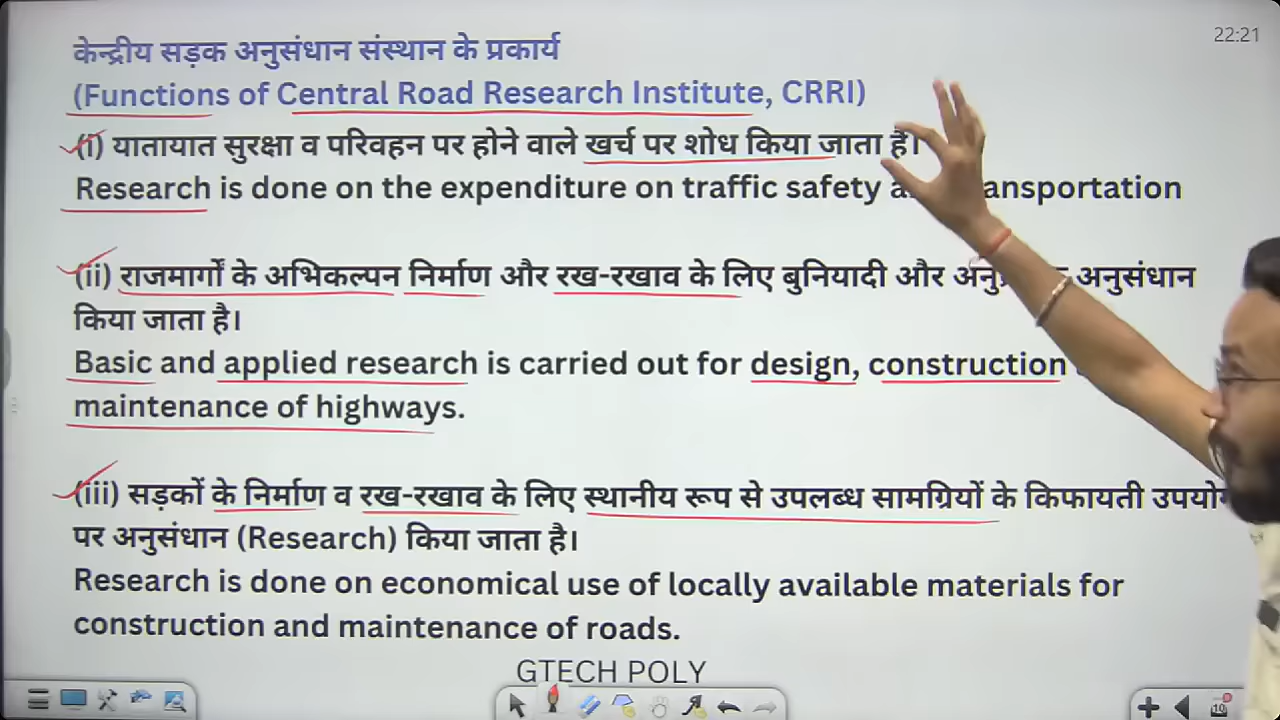 22:21
केन्द्रीय सड़क अनुसंधान संस्थान के प्रकार्य
(Functions of Central Road Research Institute, CRRI)
(i) यातायात सुरक्षा व परिवहन पर होने वाले खर्च पर शोध किया जाता है।
Research is done on the expenditure on traffic safety
(ii) राजमार्गों के अभिकल्पन निर्माण और रख-रखाव के लिए बुनियादी और अनुसंधान
किया जाता है।
Basic and applied research is carried out for design, construction
maintenance of highways.
(iii) सड़कों के निर्माण व रख-रखाव के लिए स्थानीय रूप से उपलब्ध सामग्रियों के किफायती
पर अनुसंधान (Research) किया जाता है।
Research is done on economical use of locally available materials for
construction and maintenance of roads.
GTECH POLY
10